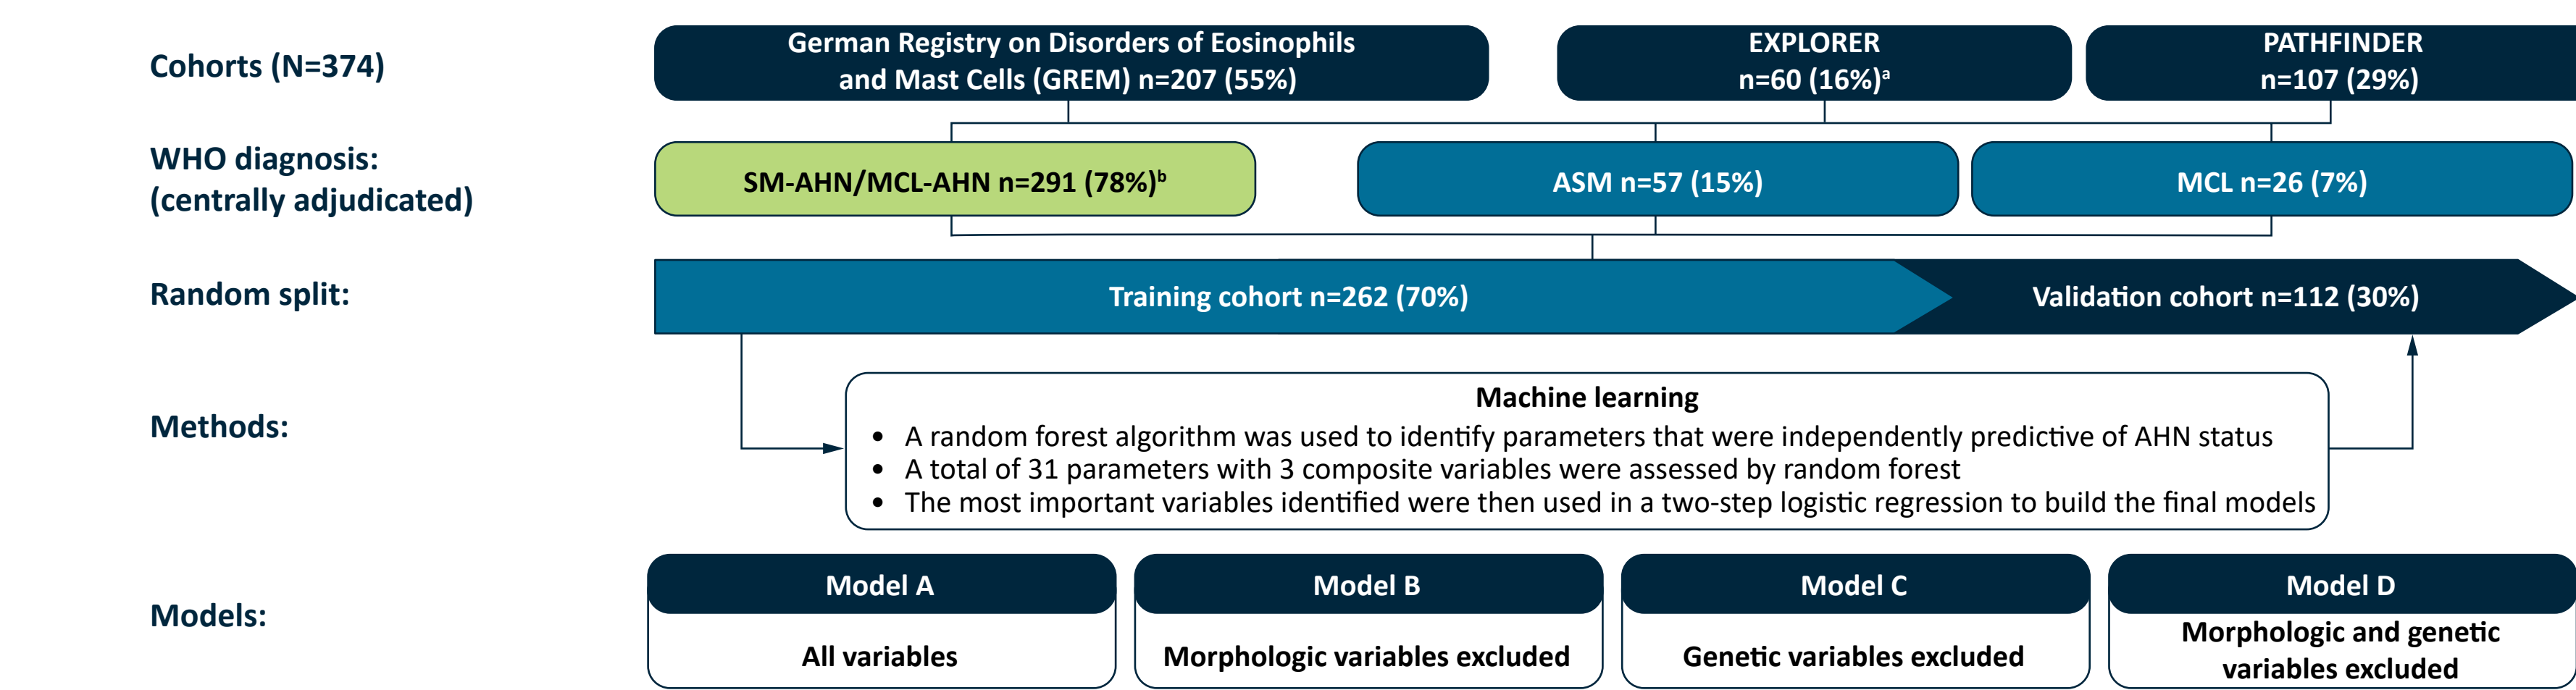 Cohorts (N=374)
German Registry on Disorders of Eosinophils
and Mast Cells (GREM) n=207 (55%)
EXPLORER
n=60 (16%)ᵃ
PATHFINDER
n=107 (29%)
WHO diagnosis:
(centrally adjudicated)
SM-AHN/MCL-AHN n=291 (78%)ᵇ
ASM n=57 (15%)
MCL n=26 (7%)
Random split:
Training cohort n=262 (70%)
Validation cohort n=112 (30%)
Methods:
Machine learning
• A random forest algorithm was used to identify parameters that were independently predictive of AHN status
• A total of 31 parameters with 3 composite variables were assessed by random forest
• The most important variables identified were then used in a two-step logistic regression to build the final models
Models:
Model A
All variables
Model B
Morphologic variables excluded
Model C
Genetic variables excluded
Model D
Morphologic and genetic
variables excluded